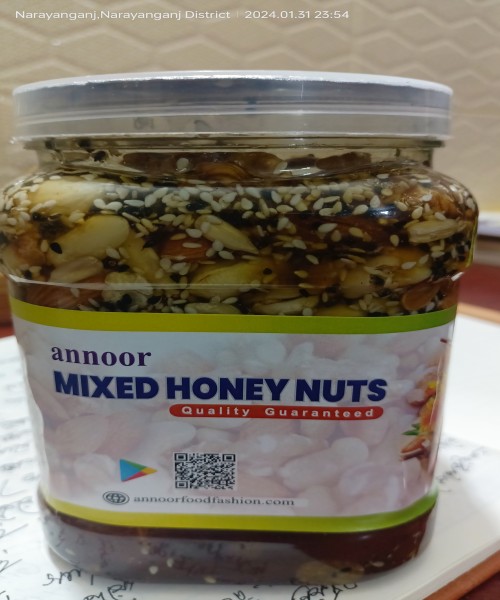 Narayanganj,Narayanganj District 2024.01.31 23:54
annoor
MIXED HONEY NUTS
Quality Guaranteed
annoorfoodfashion.com